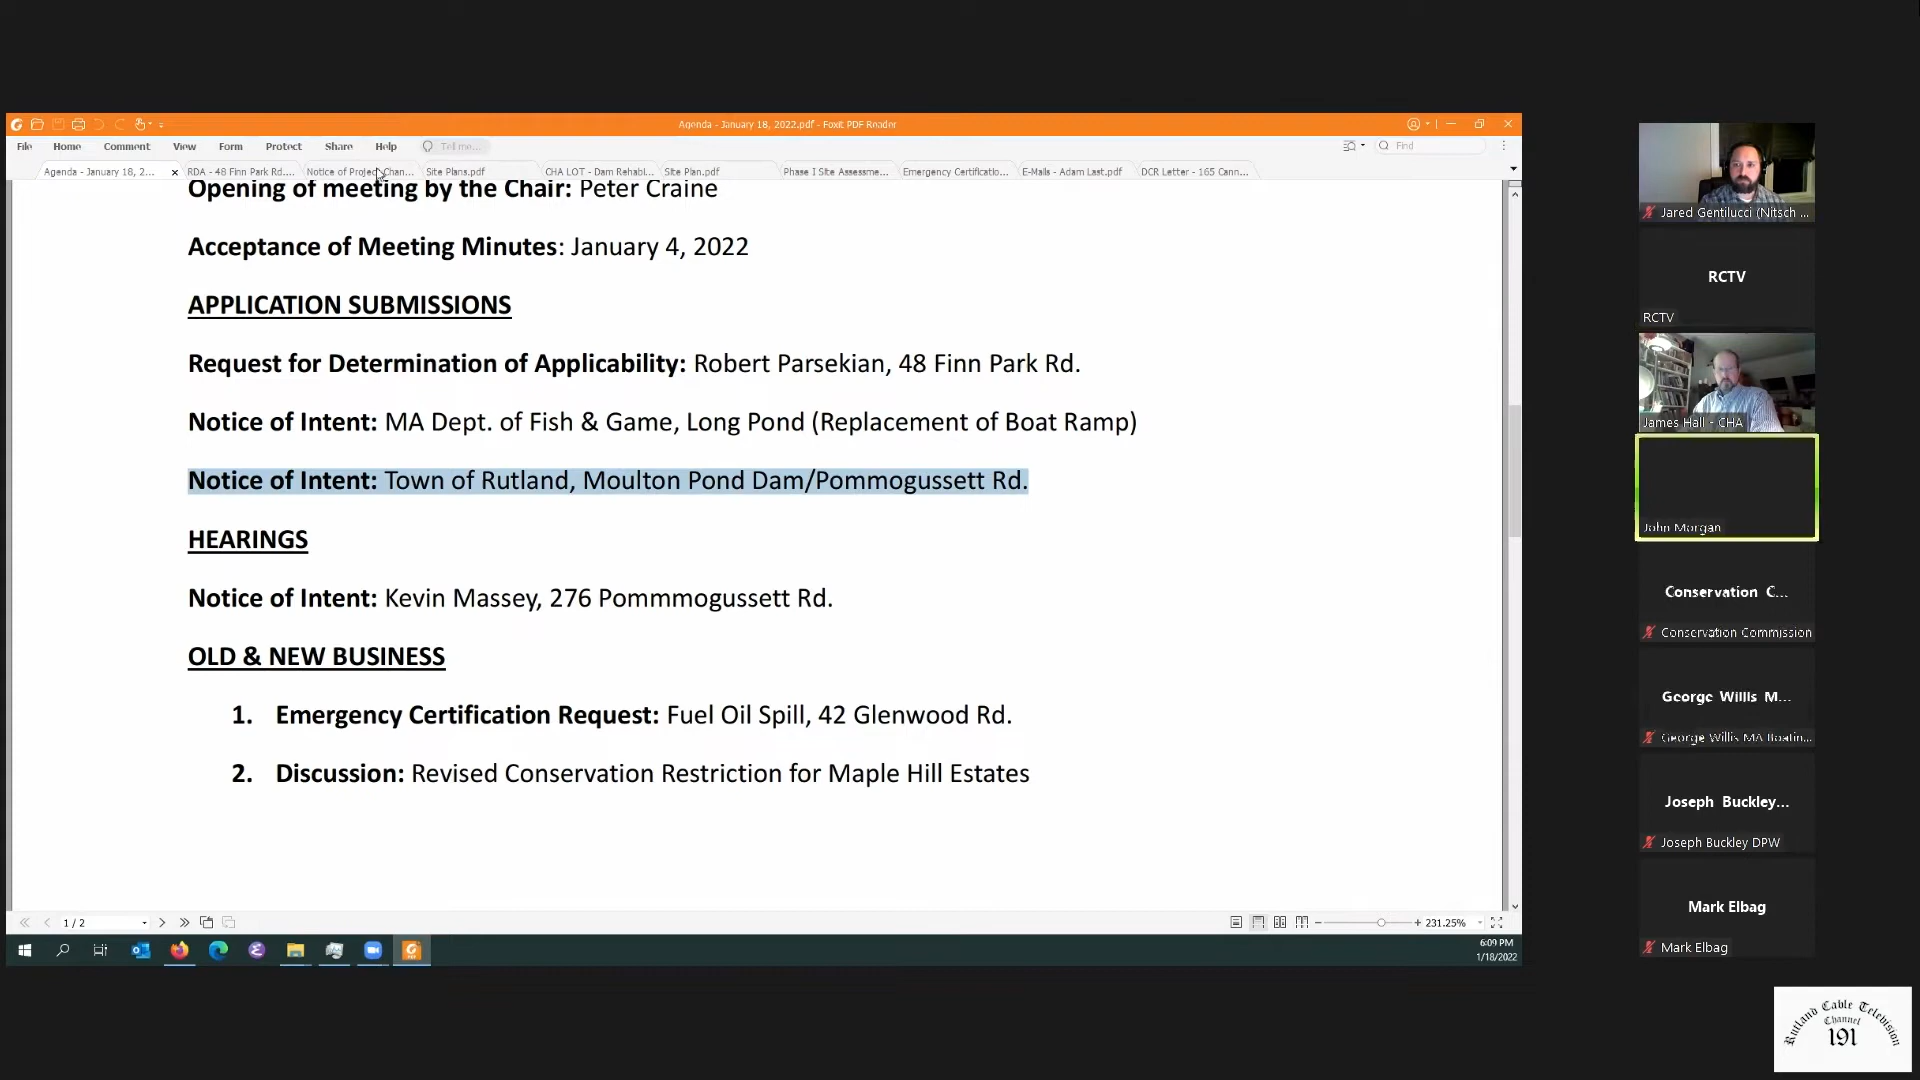 Agenda - January 18, 2022.pdf - Foxit PDF Reader
File Home Comment View Form Protect Share Help Tell me... Find
Agenda - January 18, 2... RDA - 48 Finn Park Rd.... Notice of Project Chan... Site Plans.pdf CHA LOT - Dam Rehabi... Site Plan.pdf Phase I Site Assessme... Emergency Certificatio... E-Mails - Adam Last.pdf DCR Letter - 165 Cann...
Opening of meeting by the Chair: Peter Craine
Acceptance of Meeting Minutes: January 4, 2022
APPLICATION SUBMISSIONS
Request for Determination of Applicability: Robert Parsekian, 48 Finn Park Rd.
Notice of Intent: MA Dept. of Fish & Game, Long Pond (Replacement of Boat Ramp)
Notice of Intent: Town of Rutland, Moulton Pond Dam/Pommogussett Rd.
HEARINGS
Notice of Intent: Kevin Massey, 276 Pommmogussett Rd.
OLD & NEW BUSINESS
1. Emergency Certification Request: Fuel Oil Spill, 42 Glenwood Rd.
2. Discussion: Revised Conservation Restriction for Maple Hill Estates
1 / 2
231.25%
6:09 PM
1/18/2022
Jared Gentilucci (Nitsch ...
RCTV
RCTV
James Hall - CHA
John Morgan
Conservation C...
Conservation Commission
George Willis M...
George Willis MA Boatin...
Joseph Buckley...
Joseph Buckley DPW
Mark Elbag
Mark Elbag
Rutland Cable Television
Channel
191